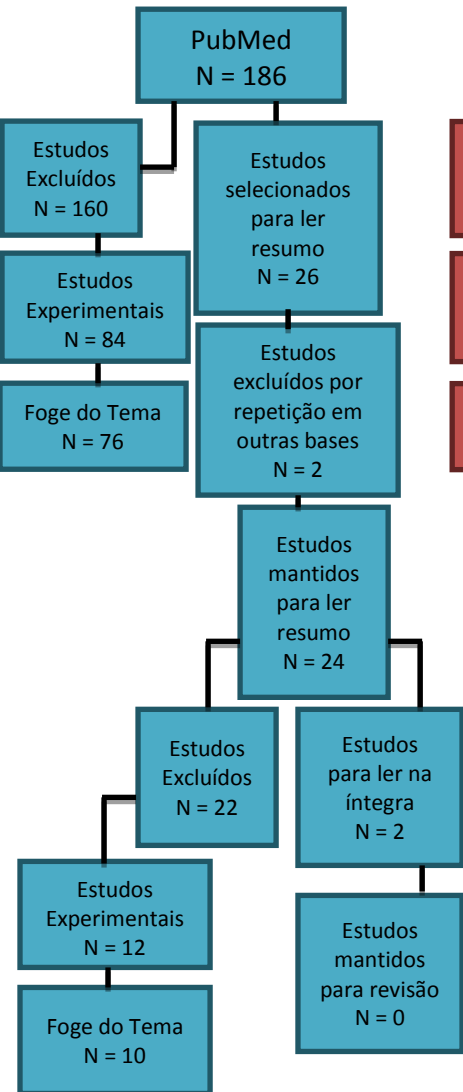 PubMed
N = 186
Estudos
Excluídos
N = 160
Estudos
Experimentais
N = 84
Foge do Tema
N = 76
Estudos
selecionados
para ler
resumo
N = 26
Estudos
excluídos por
repetição em
outras bases
N = 2
Estudos
mantidos
para ler
resumo
N = 24
Estudos
Excluídos
N = 22
Estudos
Experimentais
N = 12
Foge do Tema
N = 10
Estudos
para ler na
íntegra
N = 2
Estudos
mantidos
para revisão
N = 0